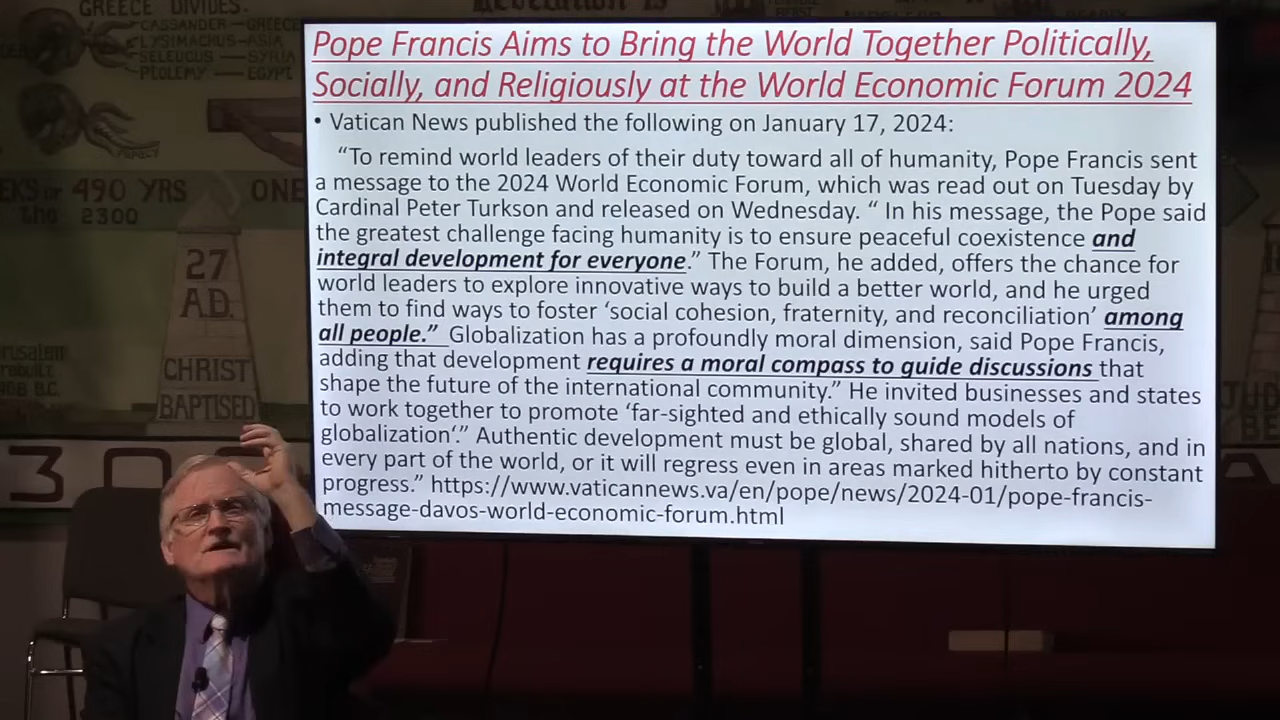 GREECE DIVIDES:
CASSANDER - GREECE
LYSIMACHUS - ASIA
SELEUCUS - SYRIA
PTOLEMY - EGYPT
490 YRS
ONE
2300
27
A.D.
CHRIST
BAPTISED
rusalem
rebuilt
B.C.
Pope Francis Aims to Bring the World Together Politically,
Socially, and Religiously at the World Economic Forum 2024
• Vatican News published the following on January 17, 2024:
“To remind world leaders of their duty toward all of humanity, Pope Francis sent
a message to the 2024 World Economic Forum, which was read out on Tuesday by
Cardinal Peter Turkson and released on Wednesday. “ In his message, the Pope said
the greatest challenge facing humanity is to ensure peaceful coexistence and
integral development for everyone.” The Forum, he added, offers the chance for
world leaders to explore innovative ways to build a better world, and he urged
them to find ways to foster ‘social cohesion, fraternity, and reconciliation’ among
all people.” Globalization has a profoundly moral dimension, said Pope Francis,
adding that development requires a moral compass to guide discussions that
shape the future of the international community.” He invited businesses and states
to work together to promote ‘far-sighted and ethically sound models of
globalization‘.” Authentic development must be global, shared by all nations, and in
every part of the world, or it will regress even in areas marked hitherto by constant
progress.” https://www.vaticannews.va/en/pope/news/2024-01/pope-francis-
message-davos-world-economic-forum.html